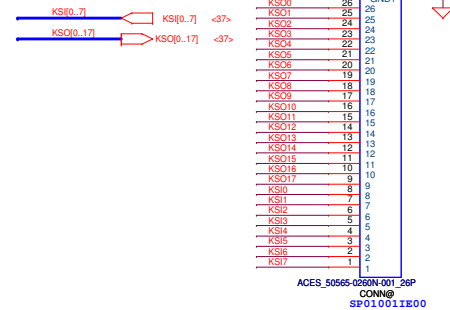 KSI[0..7] KSI[0..7] <37>
KSO[0..17] KSO[0..17] <37>
KSO0 26 26
KSO1 25 25
KSO2 24 24
KSO3 23 23
KSO4 22 22
KSO5 21 21
KSO6 20 20
KSO7 19 19
KSO8 18 18
KSO9 17 17
KSO10 16 16
KSO11 15 15
KSO12 14 14
KSO13 13 13
KSO14 12 12
KSO15 11 11
KSO16 10 10
KSO17 9 9
KSI0 8 8
KSI1 7 7
KSI2 6 6
KSI3 5 5
KSI4 4 4
KSI5 3 3
KSI6 2 2
KSI7 1 1
ACES_50565-0260N-001_26P
CONN@
SP01001IE00